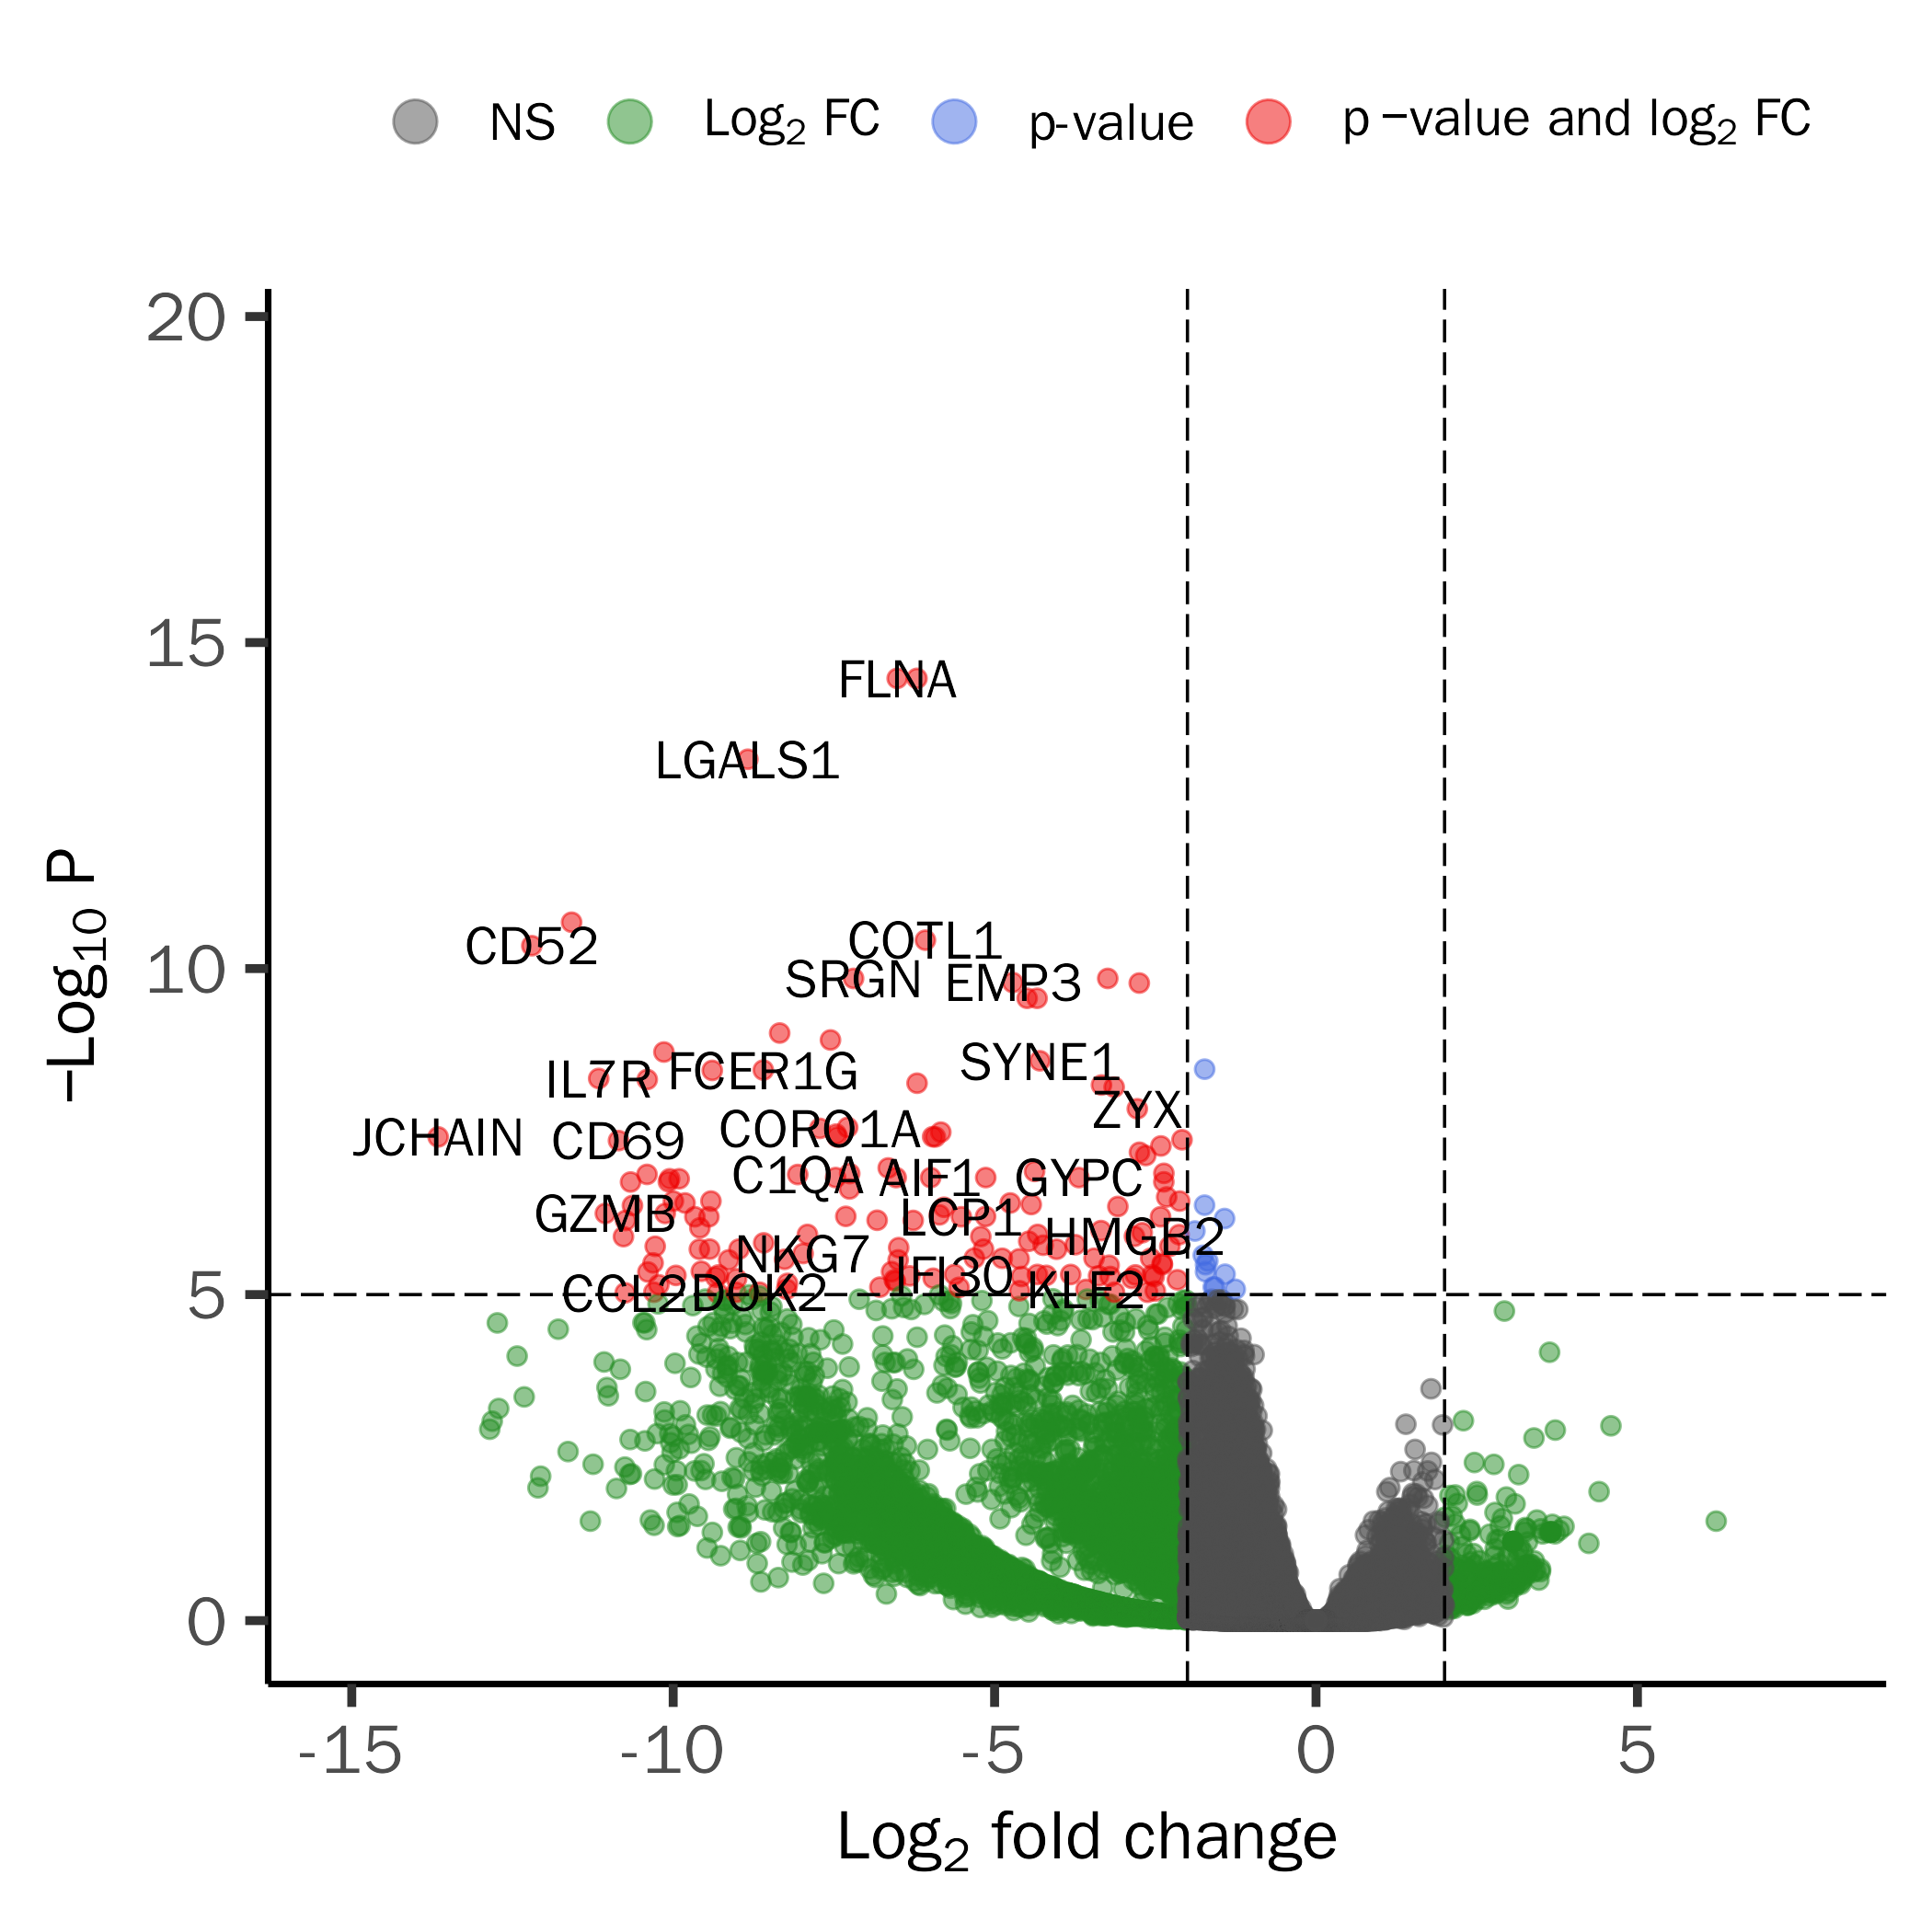 NS Log2 FC p-value p −value and log2 FC
20
15
10
5
0
−Log10 P
FLNA
LGALS1
CD52
COTL1
SRGN EMP3
SYNE1
IL7R FCER1G
ZYX
JCHAIN CD69 CORO1A
C1QA AIF1 GYPC
GZMB LCP1
NKG7 HMGB2
IFI30
CCL2 DOK2 KLF2
-15 -10 -5 0 5
Log2 fold change